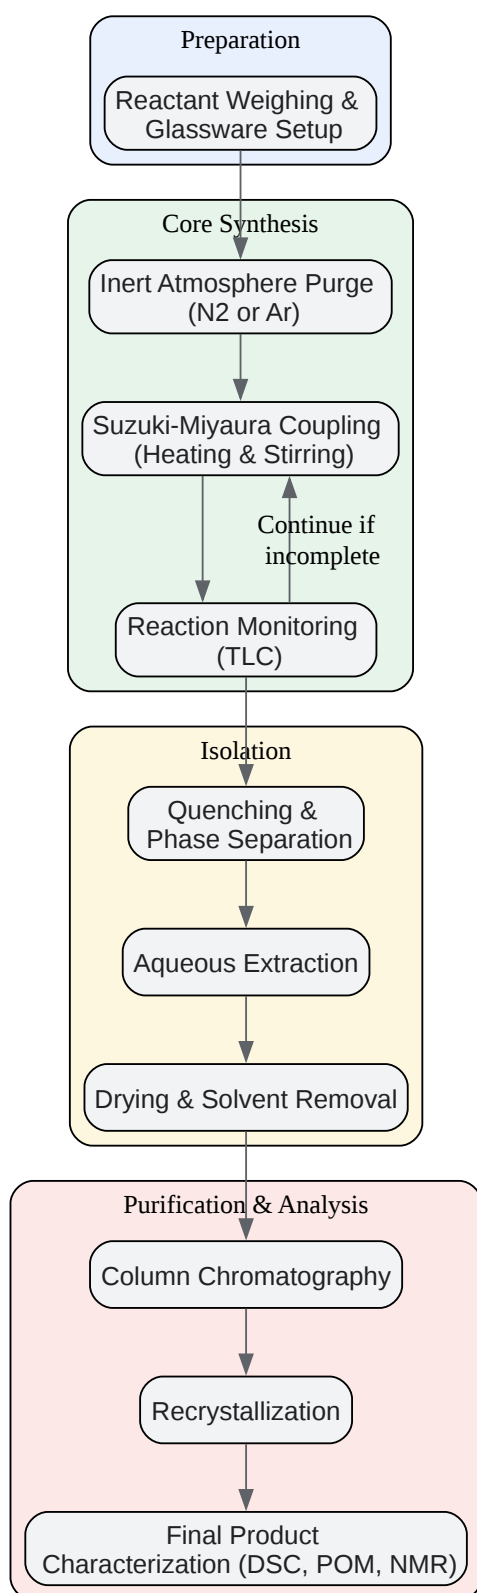 Preparation
Reactant Weighing &
Glassware Setup
Core Synthesis
Inert Atmosphere Purge
(N2 or Ar)
Suzuki-Miyaura Coupling
(Heating & Stirring)
Continue if
incomplete
Reaction Monitoring
(TLC)
Isolation
Quenching &
Phase Separation
Aqueous Extraction
Drying & Solvent Removal
Purification & Analysis
Column Chromatography
Recrystallization
Final Product
Characterization (DSC, POM, NMR)